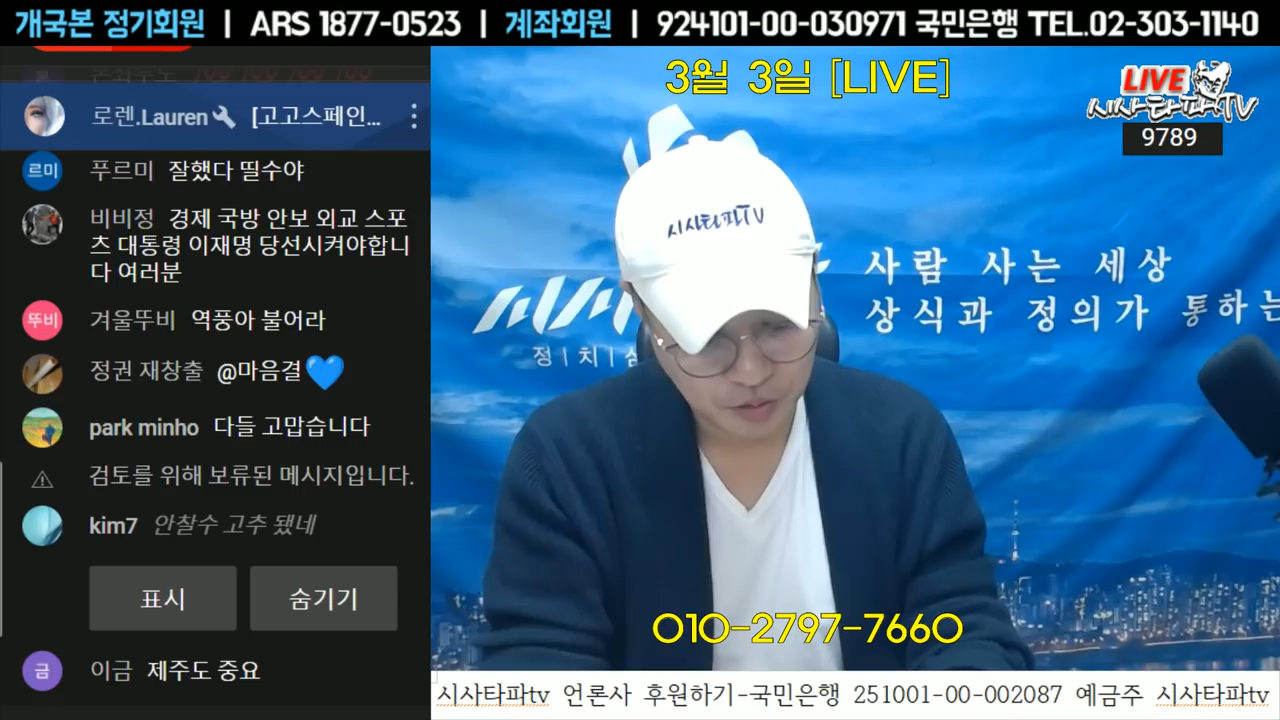 개국본 정기회원 | ARS 1877-0523 | 계좌회원 | 924101-00-030971 국민은행 TEL.02-303-1140
로렌.Lauren [고고스페인...
르미 푸르미 잘했다 띨수야
비비정 경제 국방 안보 외교 스포
츠 대통령 이재명 당선시켜야합니
다 여러분
뚜비 겨울뚜비 역풍아 불어라
정권 재창출 @마음결
park minho 다들 고맙습니다
검토를 위해 보류된 메시지입니다.
kim7 안찰수 고추 됐네
표시 숨기기
금 이금 제주도 중요
3월 3일 [LIVE]
LIVE
시사타파TV
9789
시사타파TV
사람 사는 세상
상식과 정의가 통하는
정|치|
010-2797-7660
시사타파tv 언론사 후원하기-국민은행 251001-00-002087 예금주 시사타파tv